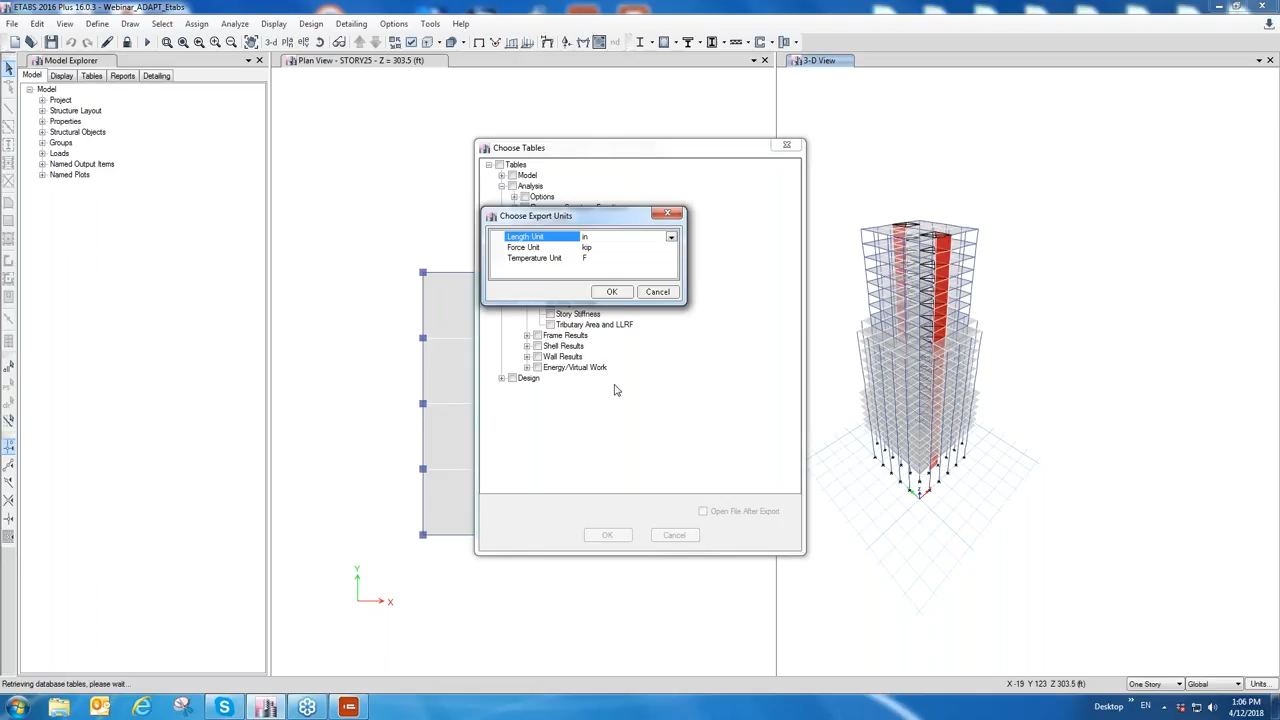 ETABS 2016 Plus 16.0.3 - Webinar_ADAPT_Etabs
File Edit View Define Draw Select Assign Analyze Display Design Detailing Options Tools Help
Model Explorer
Plan View - STORY25 - Z = 303.5 (ft)
3-D View
Model Display Tables Reports Detailing
Model
Project
Structure Layout
Properties
Structural Objects
Groups
Loads
Named Output Items
Named Plots
Choose Tables
Tables
Model
Analysis
Options
Choose Export Units
Length Unit in
Force Unit kip
Temperature Unit F
OK Cancel
Story Stiffness
Tributary Area and LLRF
Frame Results
Shell Results
Wall Results
Energy/Virtual Work
Design
Open File After Export
OK Cancel
Y
X
Z
Retrieving database tables, please wait...
X -19 Y 123 Z 303.5 (ft)
One Story
Global
Units...
Desktop
EN
1:06 PM
4/12/2018